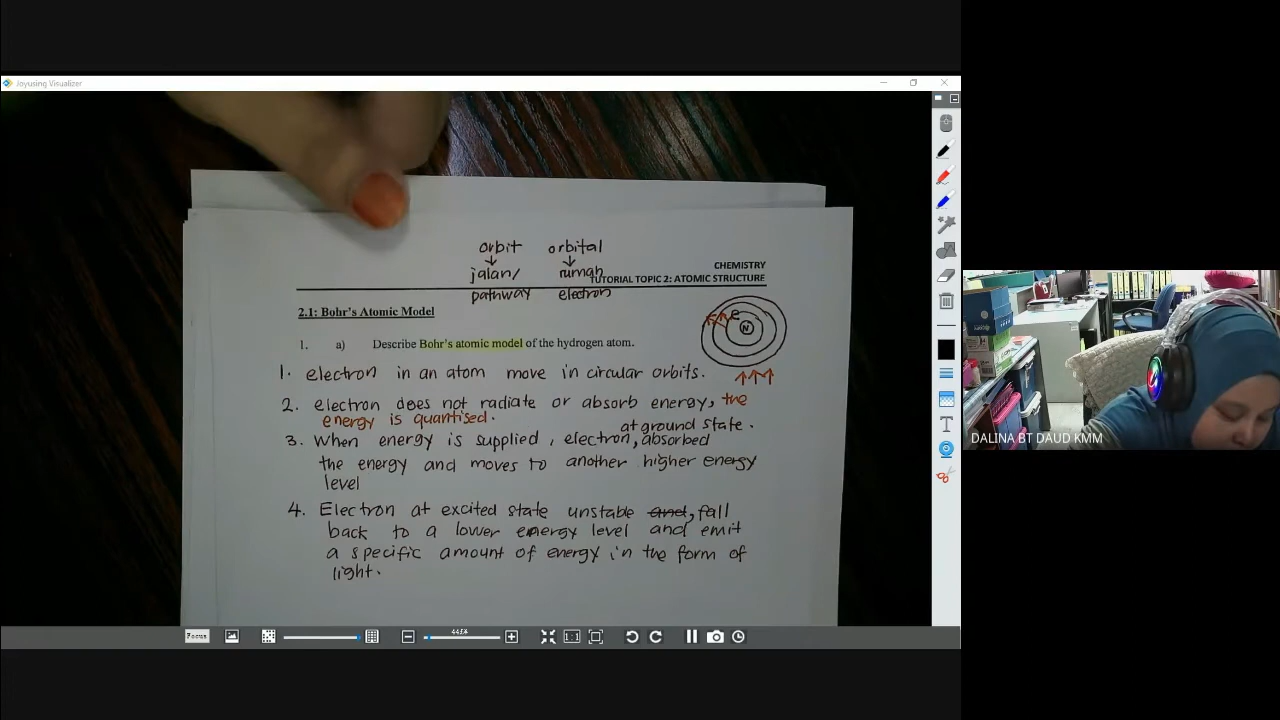 Joyusing Visualizer
orbit orbital
jalan/ rumah
pathway electron
CHEMISTRY
TUTORIAL TOPIC 2: ATOMIC STRUCTURE
2.1: Bohr's Atomic Model
1. a) Describe Bohr's atomic model of the hydrogen atom.
N
e
1. electron in an atom move in circular orbits.
2. electron does not radiate or absorb energy, the
energy is quantised.
at ground state.
3. When energy is supplied, electron, absorbed
the energy and moves to another higher energy
level
4. Electron at excited state unstable and, fall
back to a lower energy level and emit
a specific amount of energy in the form of
light.
T
Focus
1:1
DALINA BT DAUD KMM